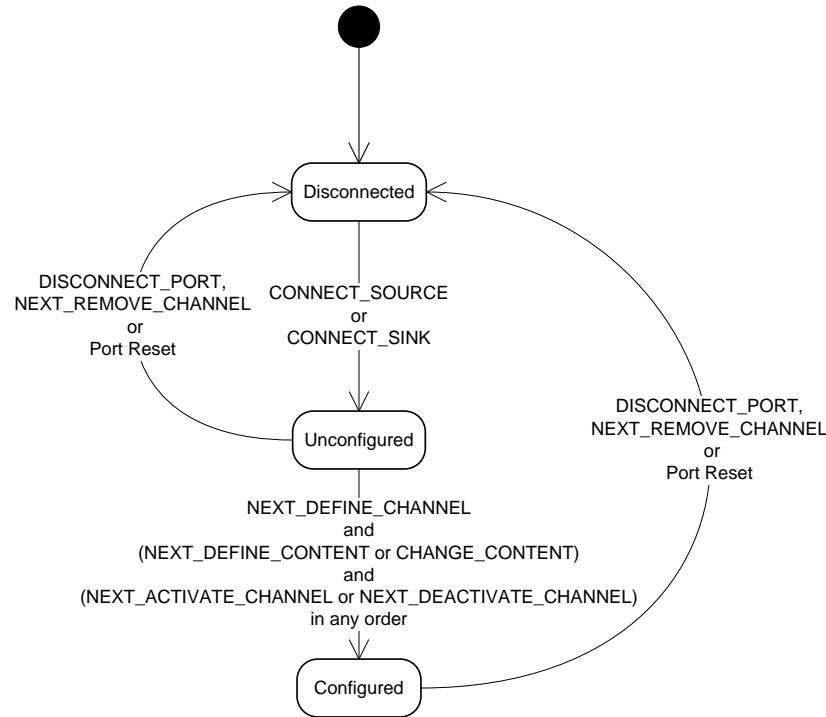 Disconnected
DISCONNECT_PORT,
NEXT_REMOVE_CHANNEL
or
Port Reset
CONNECT_SOURCE
or
CONNECT_SINK
DISCONNECT_PORT,
NEXT_REMOVE_CHANNEL
or
Port Reset
Unconfigured
NEXT_DEFINE_CHANNEL
and
(NEXT_DEFINE_CONTENT or CHANGE_CONTENT)
and
(NEXT_ACTIVATE_CHANNEL or NEXT_DEACTIVATE_CHANNEL)
in any order
Configured